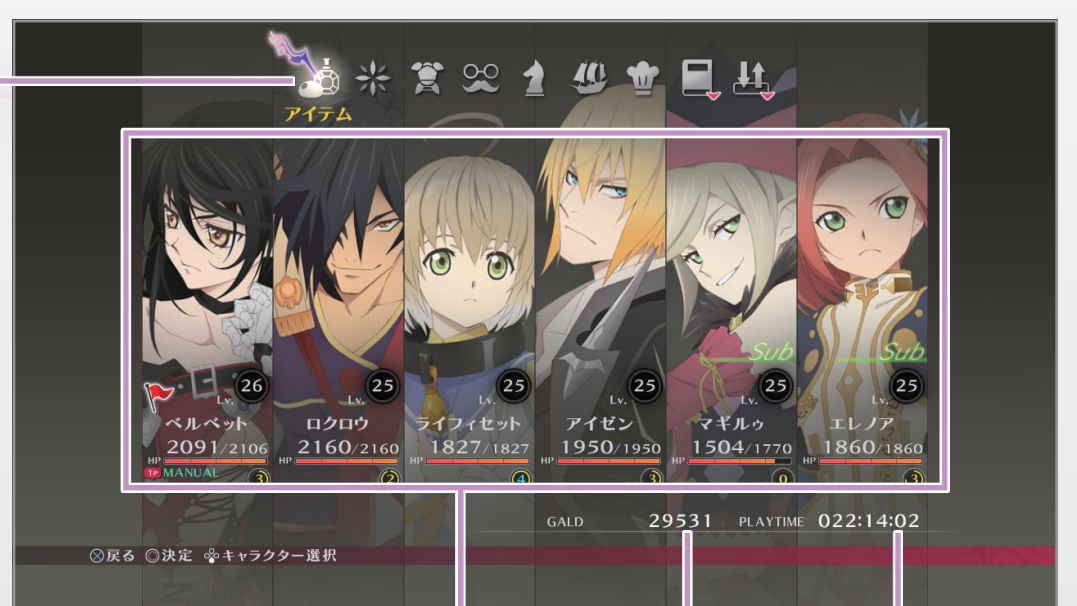 アイテム
Sub
Sub
Lv. 26
Lv. 25
Lv. 25
Lv. 25
Lv. 25
Lv. 25
ベルベット
ロクロウ
ライフィセット
アイゼン
マギルゥ
エレノア
HP 2091/2106
HP 2160/2160
HP 1827/1827
HP 1950/1950
HP 1504/1770
HP 1860/1860
1P MANUAL
3
2
4
3
0
3
GALD 29531 PLAYTIME 022:14:02
戻る 決定 キャラクター選択